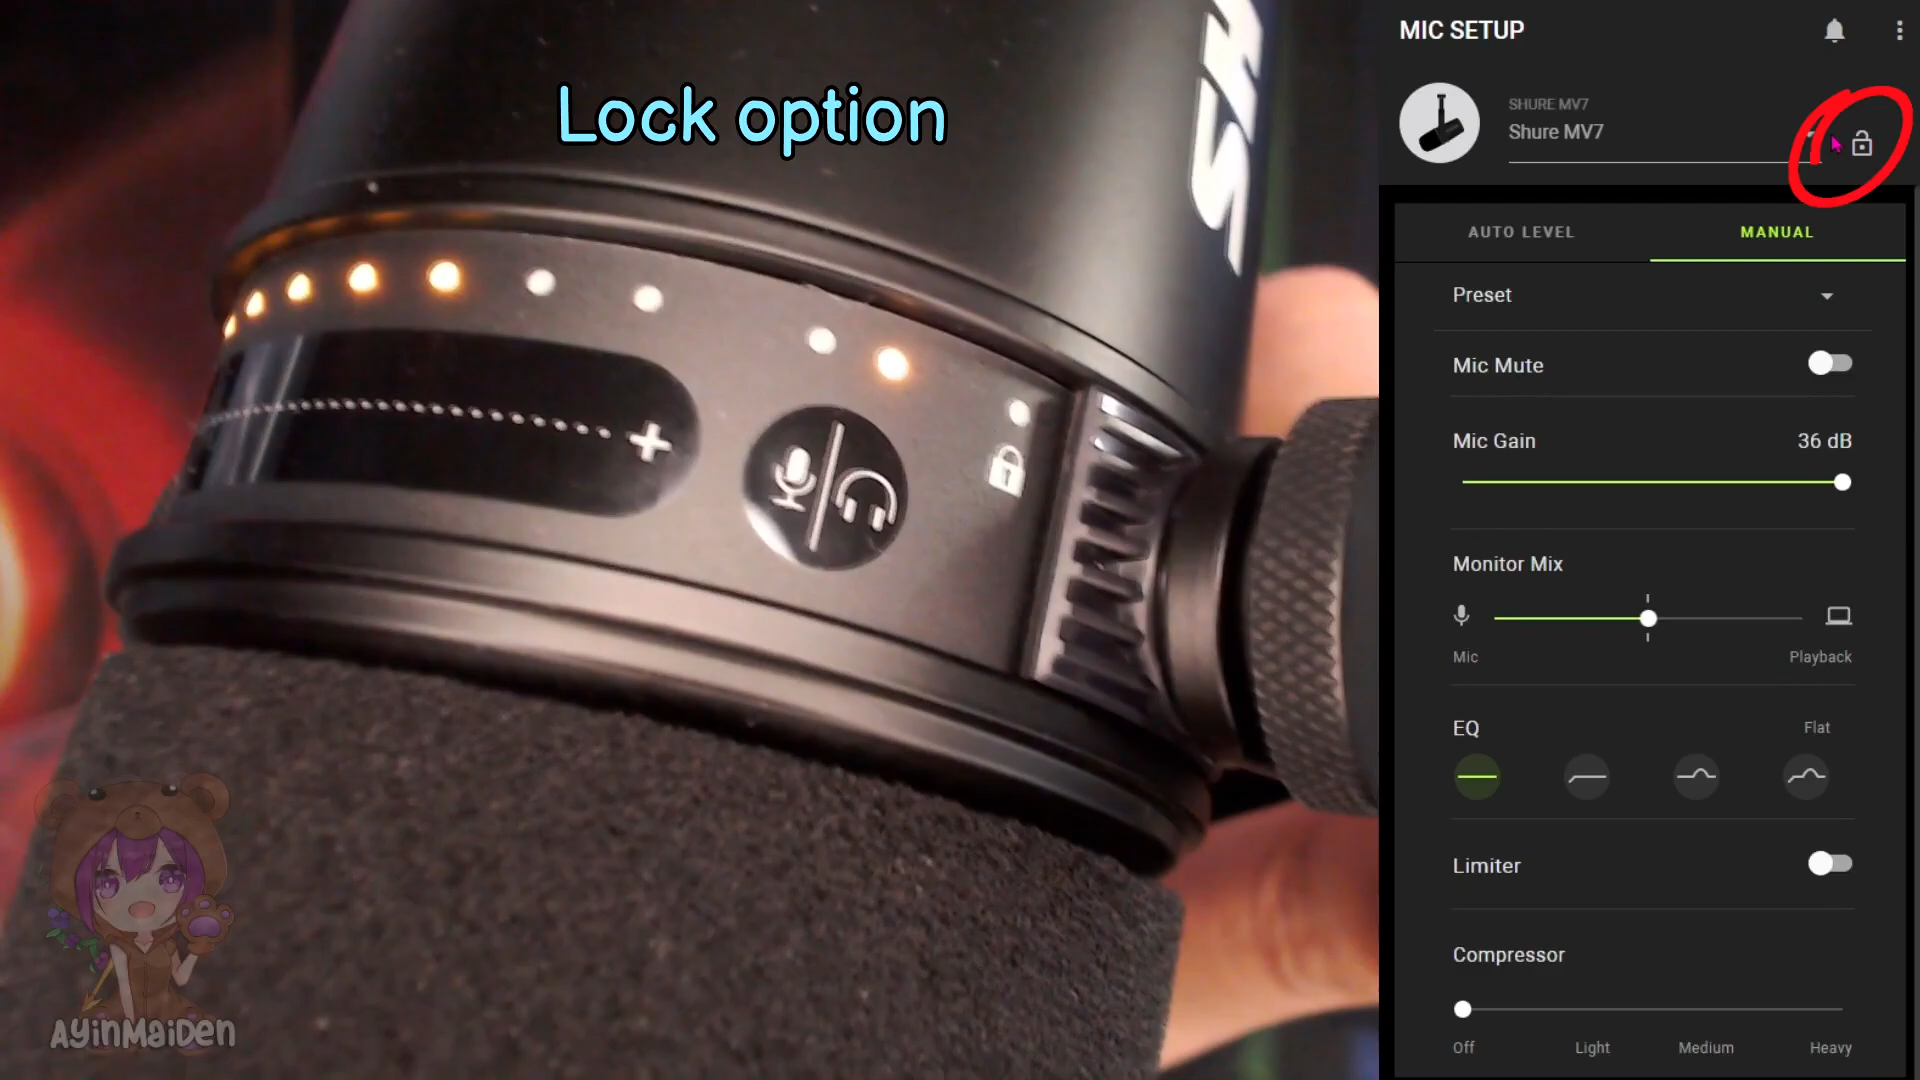 Lock option
SH
AyinMaiden
MIC SETUP
SHURE MV7
Shure MV7
AUTO LEVEL
MANUAL
Preset
Mic Mute
Mic Gain
36 dB
Monitor Mix
Mic
Playback
EQ
Flat
Limiter
Compressor
Off
Light
Medium
Heavy